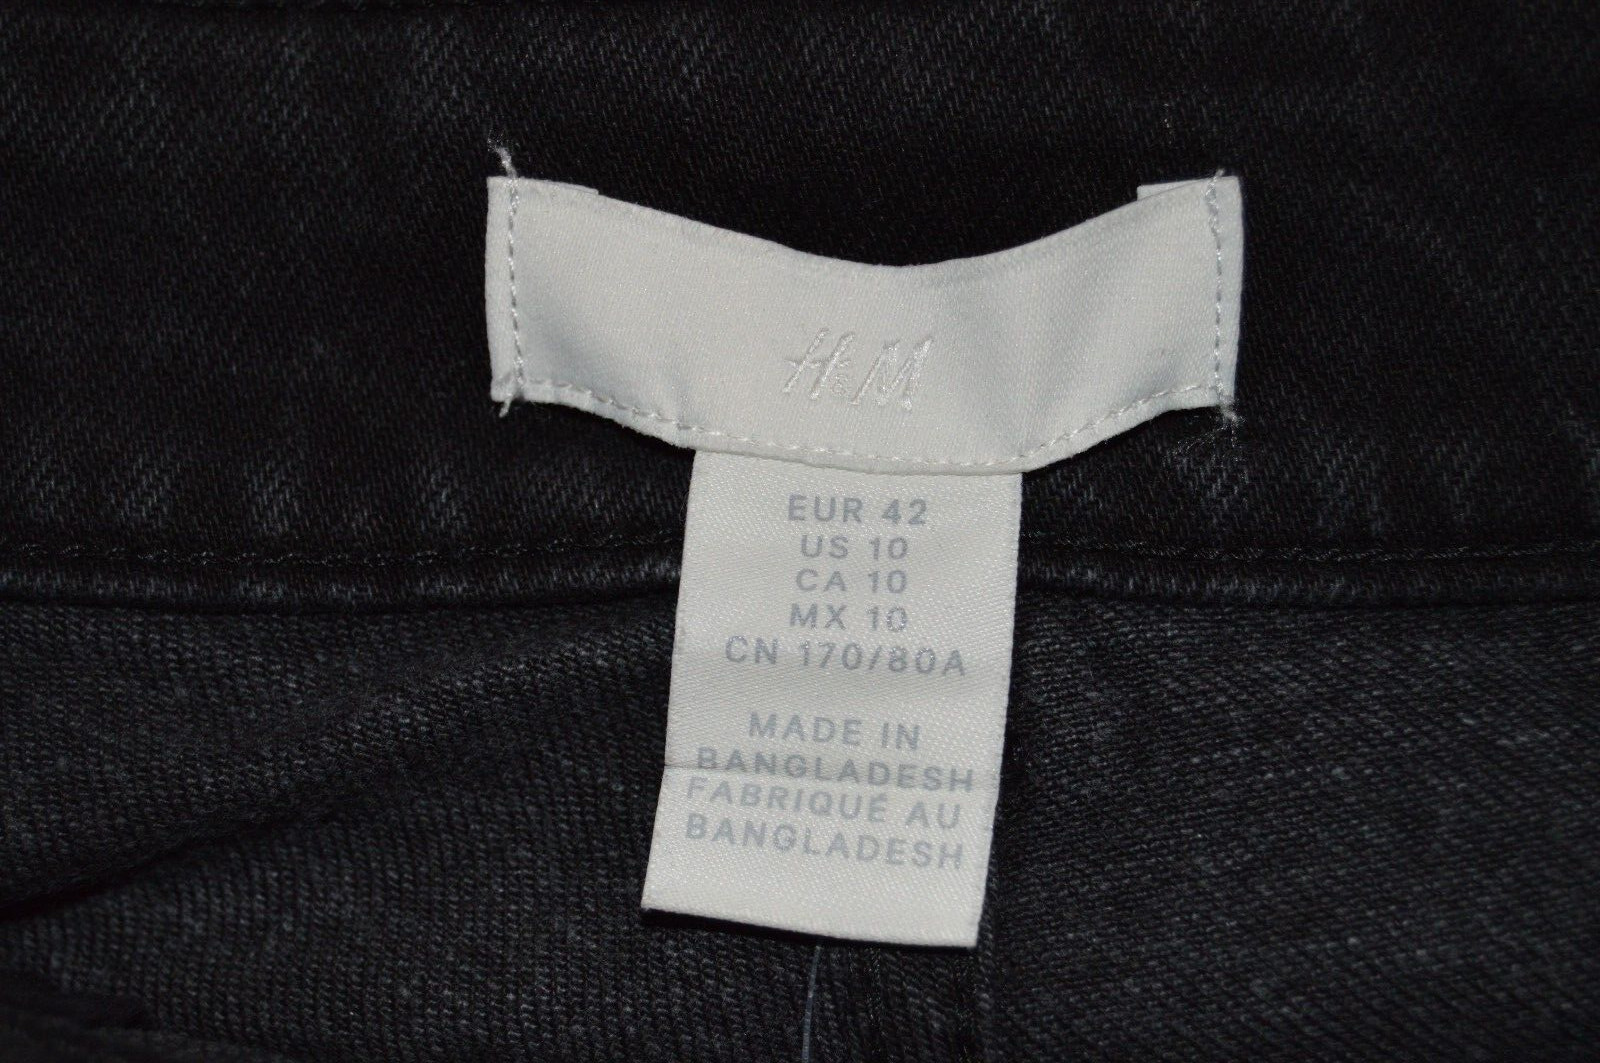 H&M
EUR 42
US 10
CA 10
MX 10
CN 170/80A
MADE IN
BANGLADESH
FABRIQUÉ AU
BANGLADESH